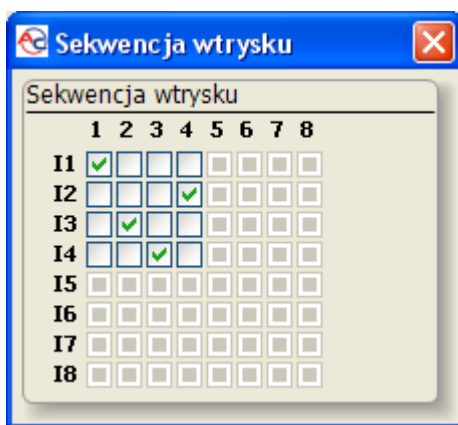 Sekwencja wtrysku
Sekwencja wtrysku
1 2 3 4 5 6 7 8
I1
I2
I3
I4
I5
I6
I7
I8